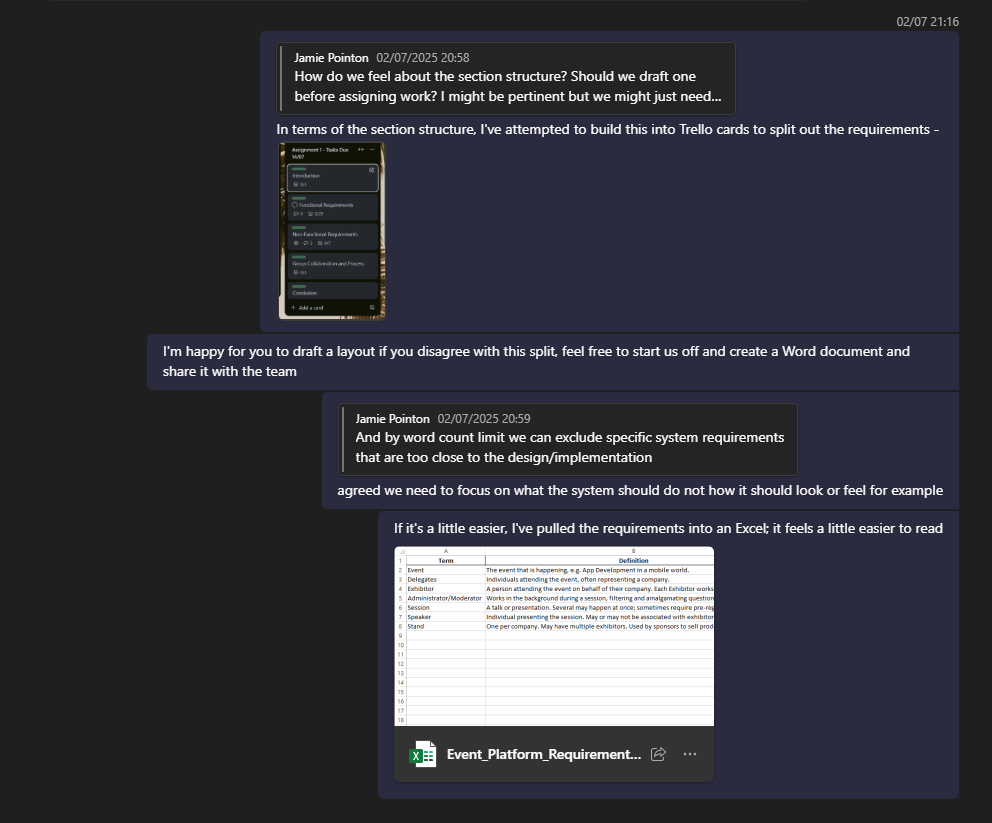 02/07 21:16
Jamie Pointon 02/07/2025 20:58
How do we feel about the section structure? Should we draft one
before assigning work? I might be pertinent but we might just need...
In terms of the section structure, I've attempted to build this into Trello cards to split out the requirements -
Assignment 1 - Tasks Due
14/07
Introduction
0/3
Functional Requirements
4 0/28
Non-Functional Requirements
3 0/7
Group Collaboration and Process
Conclusion
+ Add a card
I'm happy for you to draft a layout if you disagree with this split, feel free to start us off and create a Word document and
share it with the team
Jamie Pointon 02/07/2025 20:59
And by word count limit we can exclude specific system requirements
that are too close to the design/implementation
agreed we need to focus on what the system should do not how it should look or feel for example
If it's a little easier, I've pulled the requirements into an Excel; it feels a little easier to read
A B
1 Term Definition
2 Event The event that is happening, e.g. App Development in a mobile world.
3 Delegates Individuals attending the event, often representing a company.
4 Exhibitor A person attending the event on behalf of their company. Each Exhibitor works
5 Administrator/Moderator Works in the background during a session, filtering and amalgamating question
6 Session A talk or presentation. Several may happen at once; sometimes require pre-reg
7 Speaker Individual presenting the session. May or may not be associated with exhibitor
8 Stand One per company. May have multiple exhibitors. Used by sponsors to sell prod
9
10
11
12
13
14
15
16
17
18
Event_Platform_Requirement...